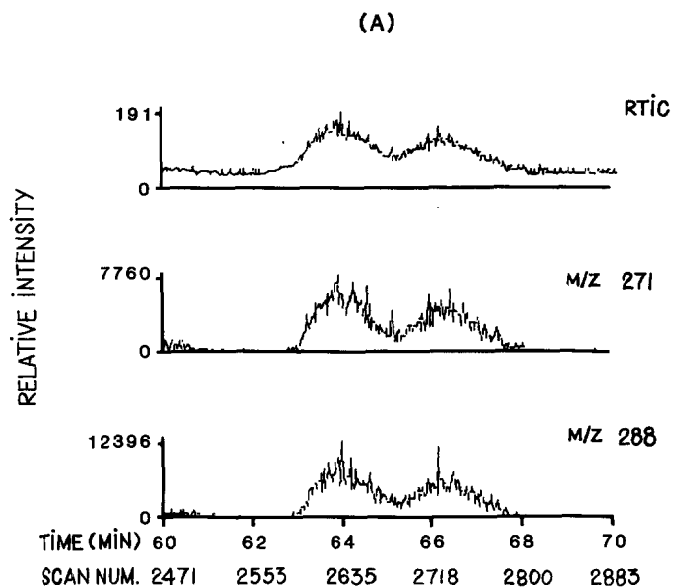 (A)
RTiC
191
0
RELATIVE INTENSITY
M/Z 271
7760
0
M/Z 288
12396
0
TiME (MiN) 60 62 64 66 68 70
SCAN NUM. 2471 2553 2635 2718 2800 2883